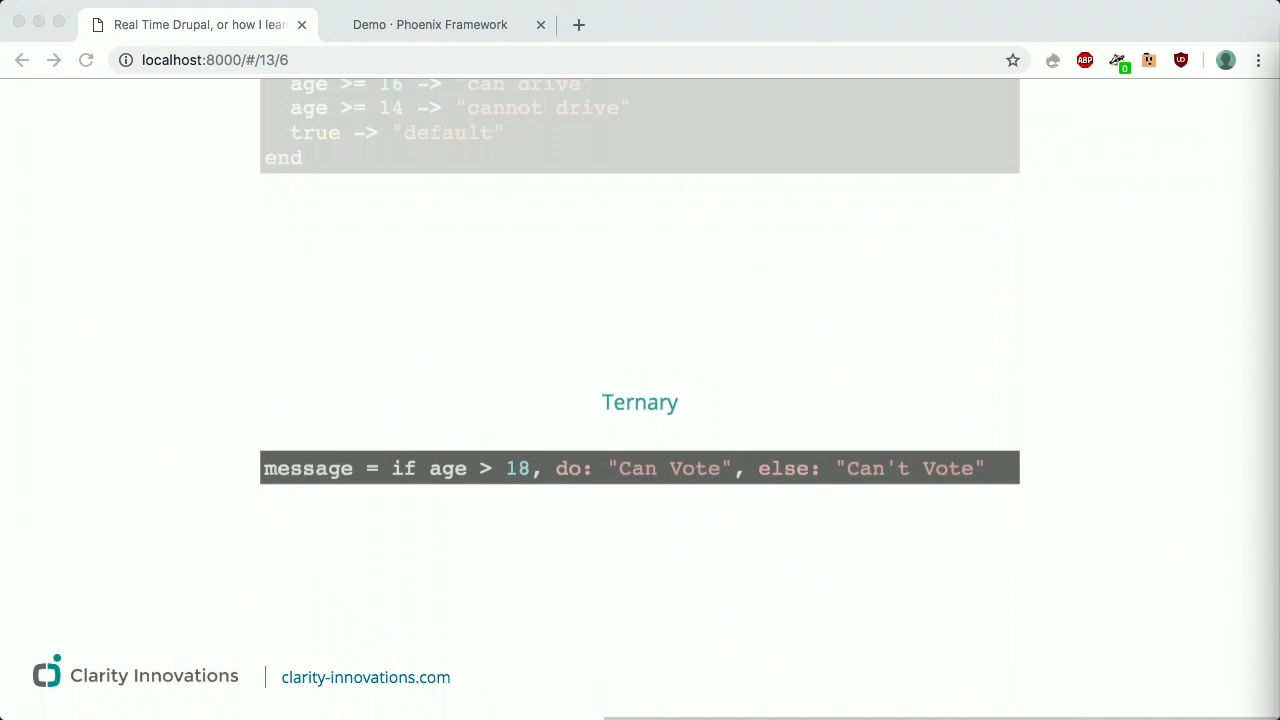 Real Time Drupal, or how I lear
Demo · Phoenix Framework
localhost:8000/#/13/6
ABP
0
age >= 16 -> "can drive"
age >= 14 -> "cannot drive"
true -> "default"
end
Ternary
message = if age > 18, do: "Can Vote", else: "Can't Vote"
Clarity Innovations
clarity-innovations.com